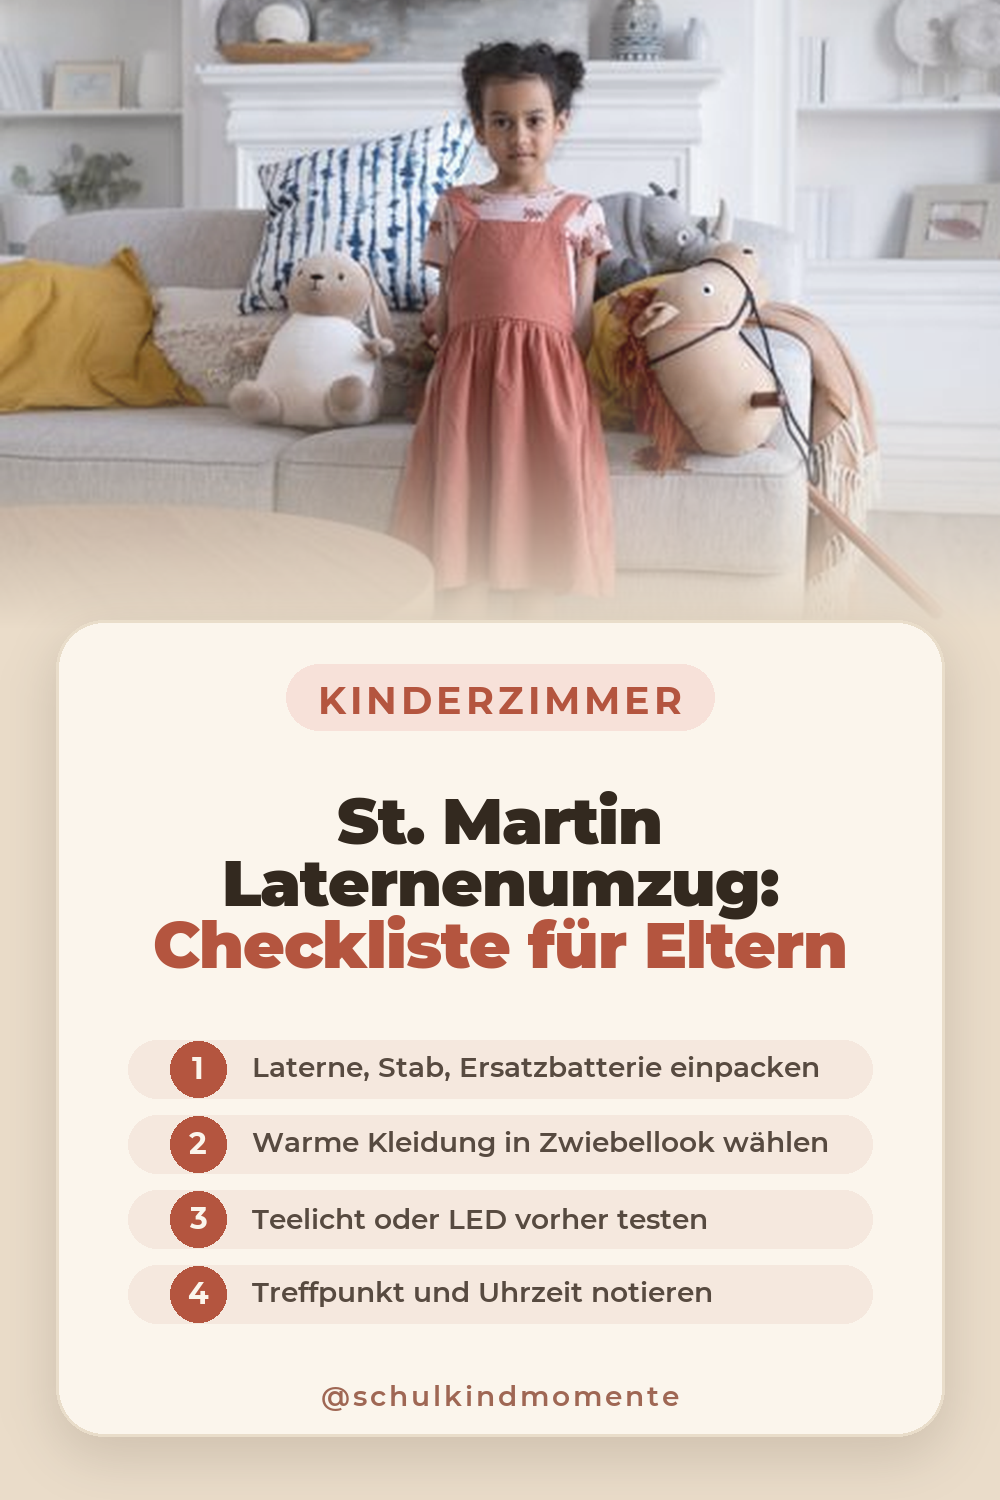 KINDERZIMMER
St. Martin
Laternenumzug:
Checkliste für Eltern
1 Laterne, Stab, Ersatzbatterie einpacken
2 Warme Kleidung in Zwiebellook wählen
3 Teelicht oder LED vorher testen
4 Treffpunkt und Uhrzeit notieren
@schulkindmomente